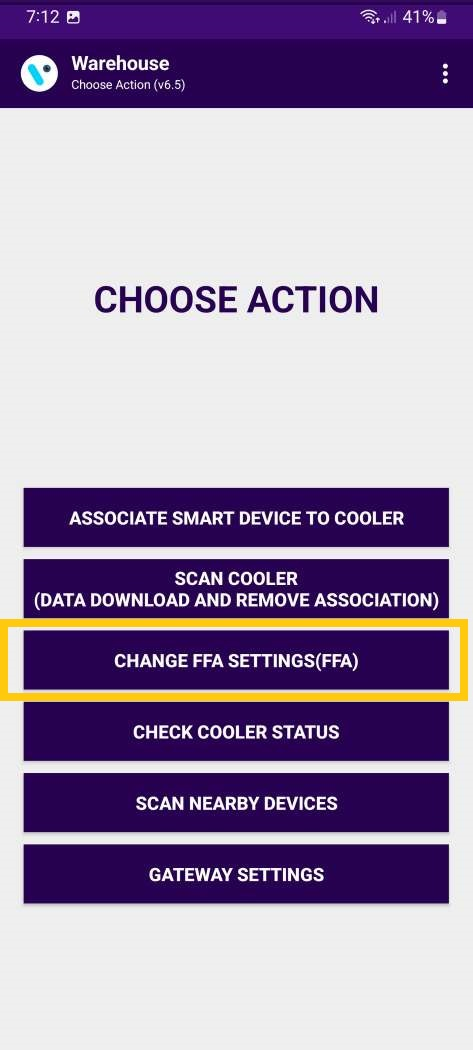 7:12 41%
Warehouse
Choose Action (v6.5)
CHOOSE ACTION
ASSOCIATE SMART DEVICE TO COOLER
SCAN COOLER
(DATA DOWNLOAD AND REMOVE ASSOCIATION)
CHANGE FFA SETTINGS(FFA)
CHECK COOLER STATUS
SCAN NEARBY DEVICES
GATEWAY SETTINGS